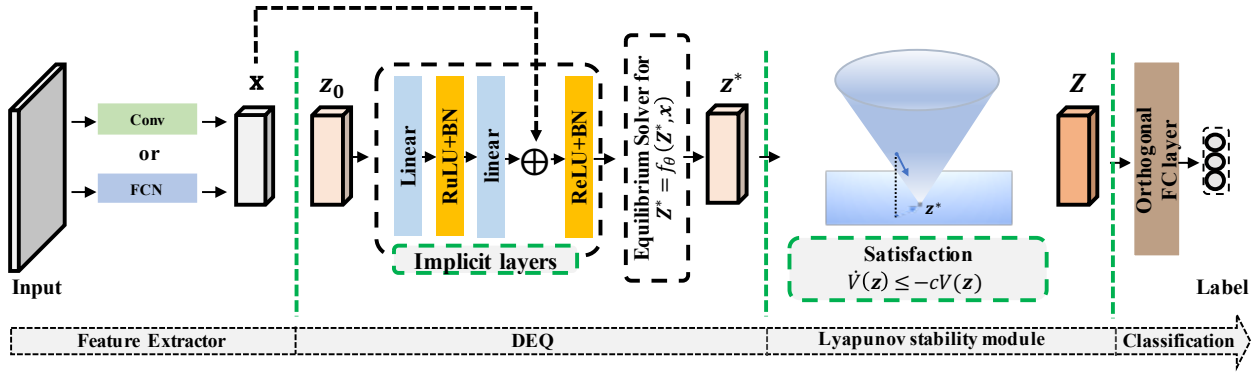 Input
Conv
or
FCN
x
z₀
Linear
RuLU+BN
linear
ReLU+BN
Implicit layers
Equilibrium Solver for
Z* = f_θ(Z*, x)
z*
z*
Satisfaction
V̇(z) ≤ −cV(z)
Z
Orthogonal
FC layer
Label
Feature Extractor
DEQ
Lyapunov stability module
Classification